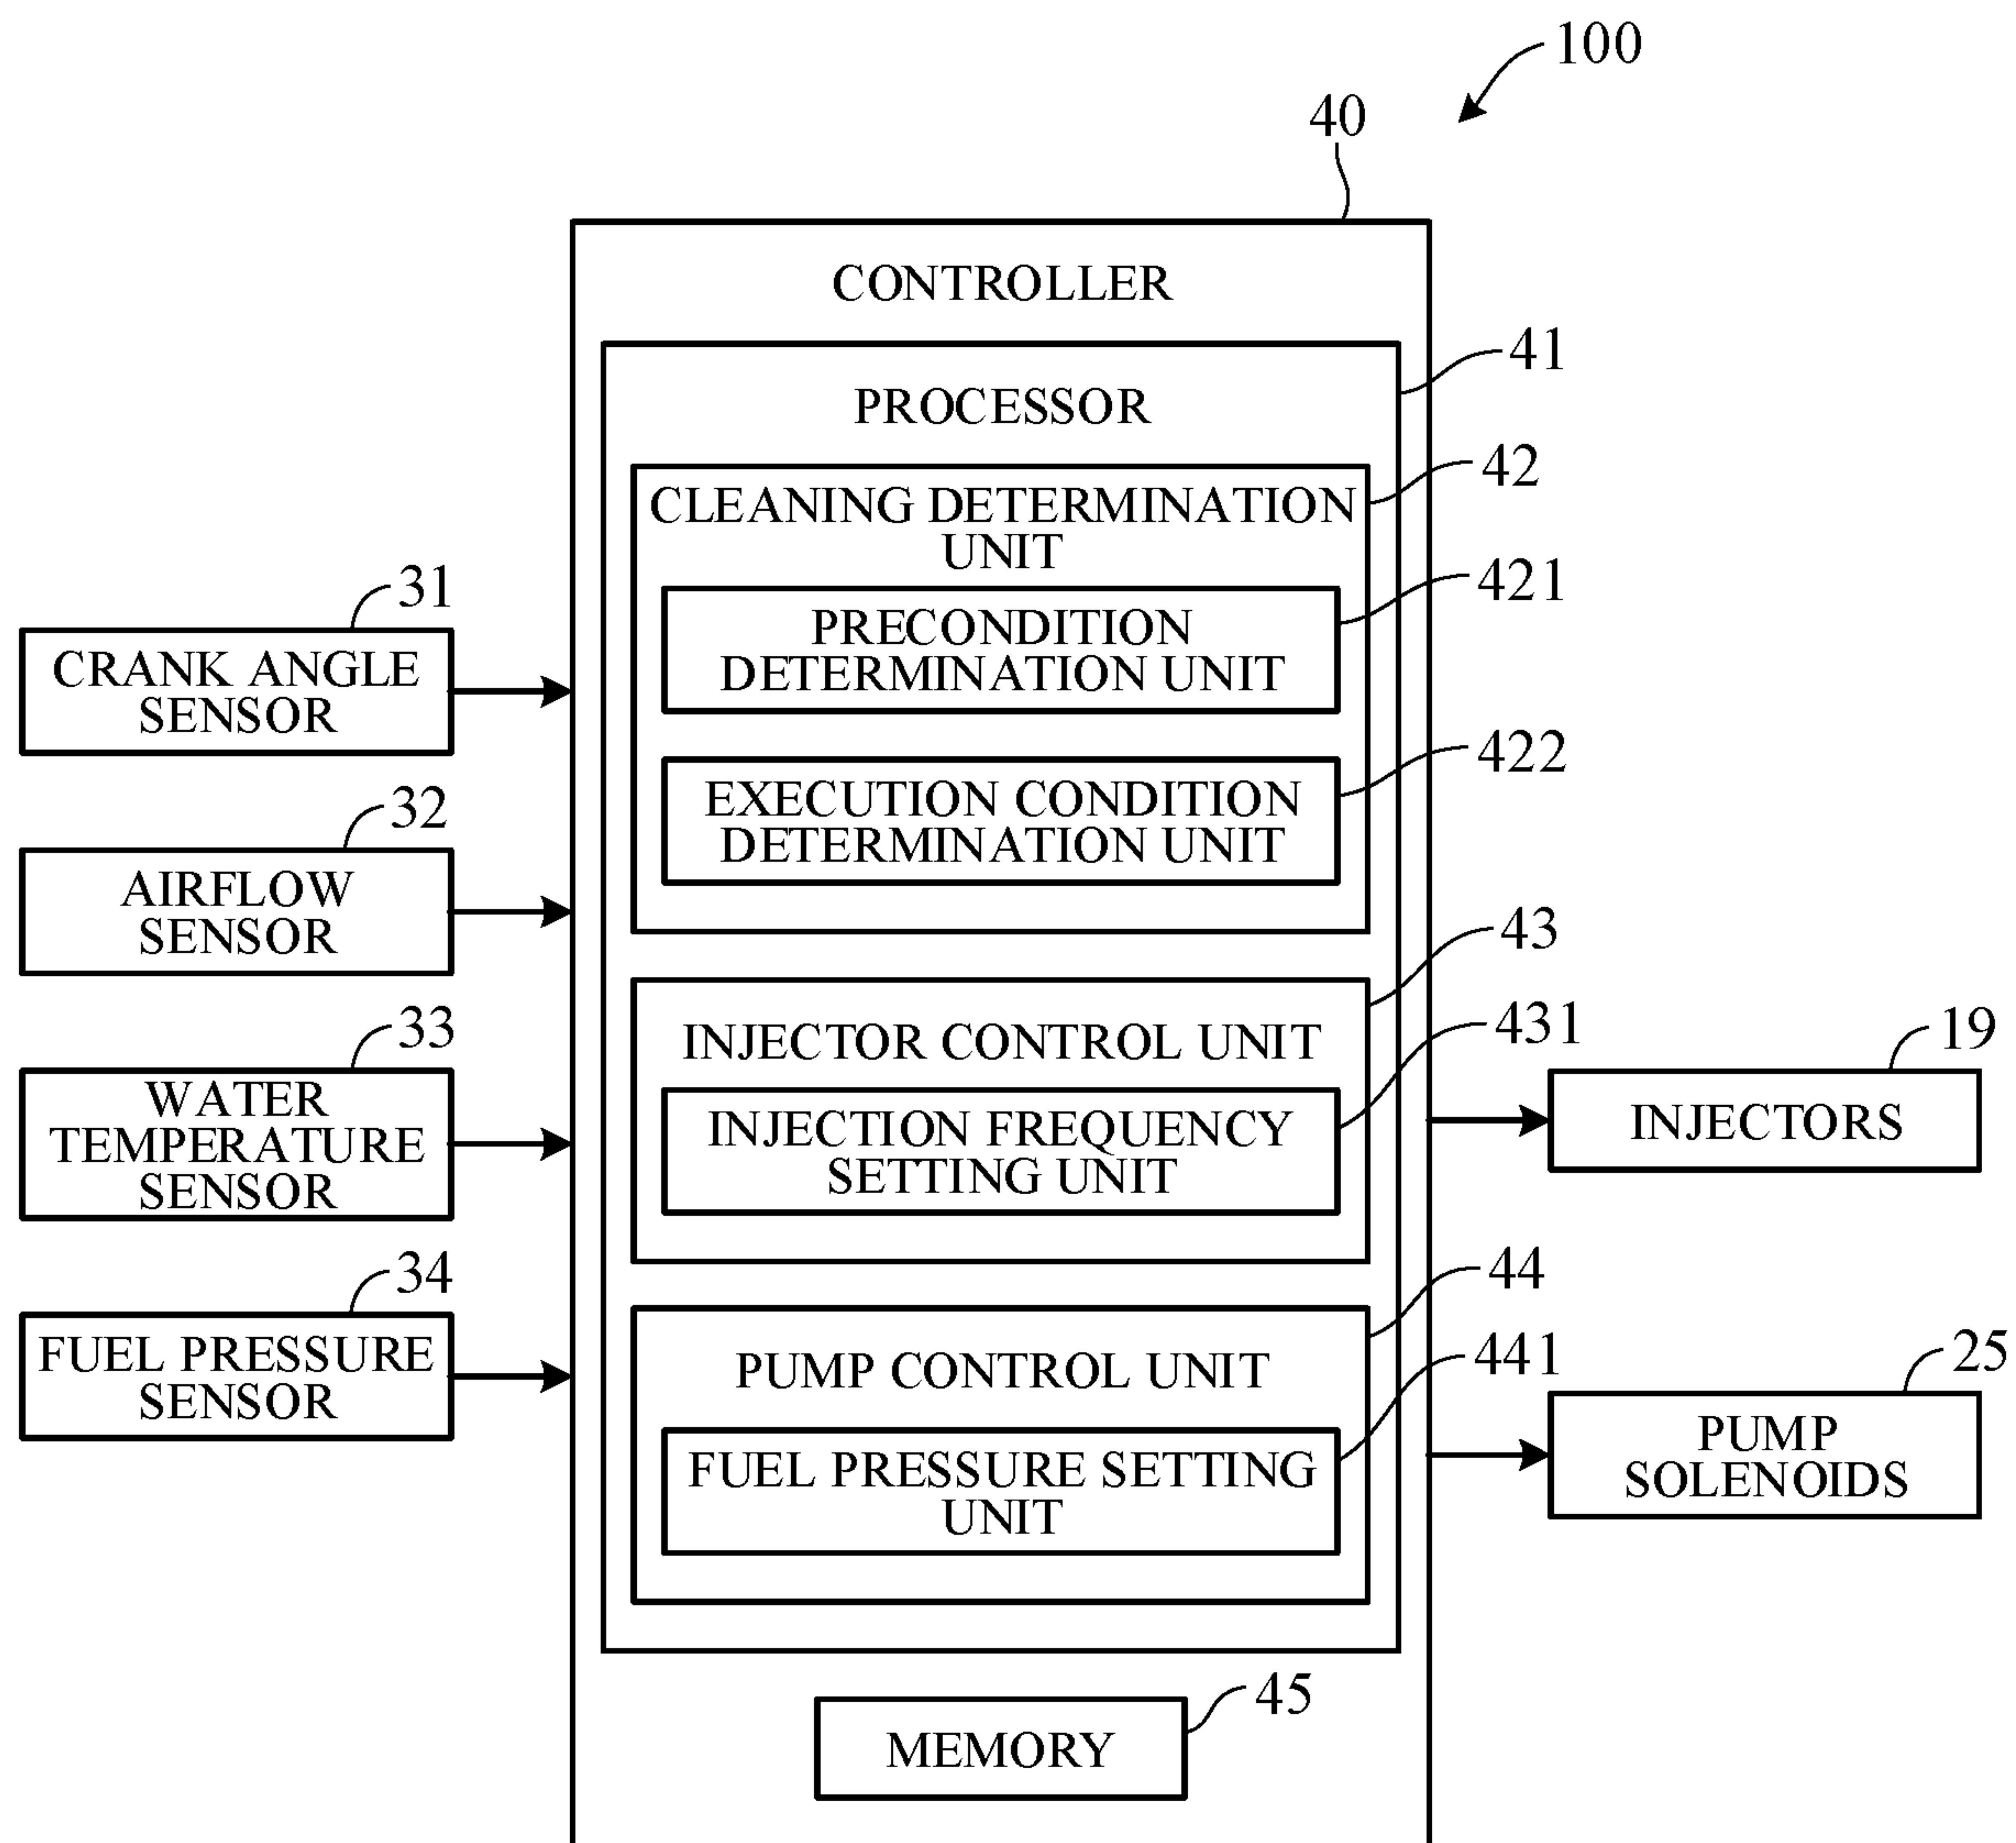 100
40
CONTROLLER
41
PROCESSOR
42
CLEANING DETERMINATION
UNIT
421
PRECONDITION
DETERMINATION UNIT
422
EXECUTION CONDITION
DETERMINATION UNIT
31
CRANK ANGLE
SENSOR
32
AIRFLOW
SENSOR
33
WATER
TEMPERATURE
SENSOR
34
FUEL PRESSURE
SENSOR
43
INJECTOR CONTROL UNIT
431
INJECTION FREQUENCY
SETTING UNIT
44
PUMP CONTROL UNIT
441
FUEL PRESSURE SETTING
UNIT
19
INJECTORS
25
PUMP
SOLENOIDS
45
MEMORY